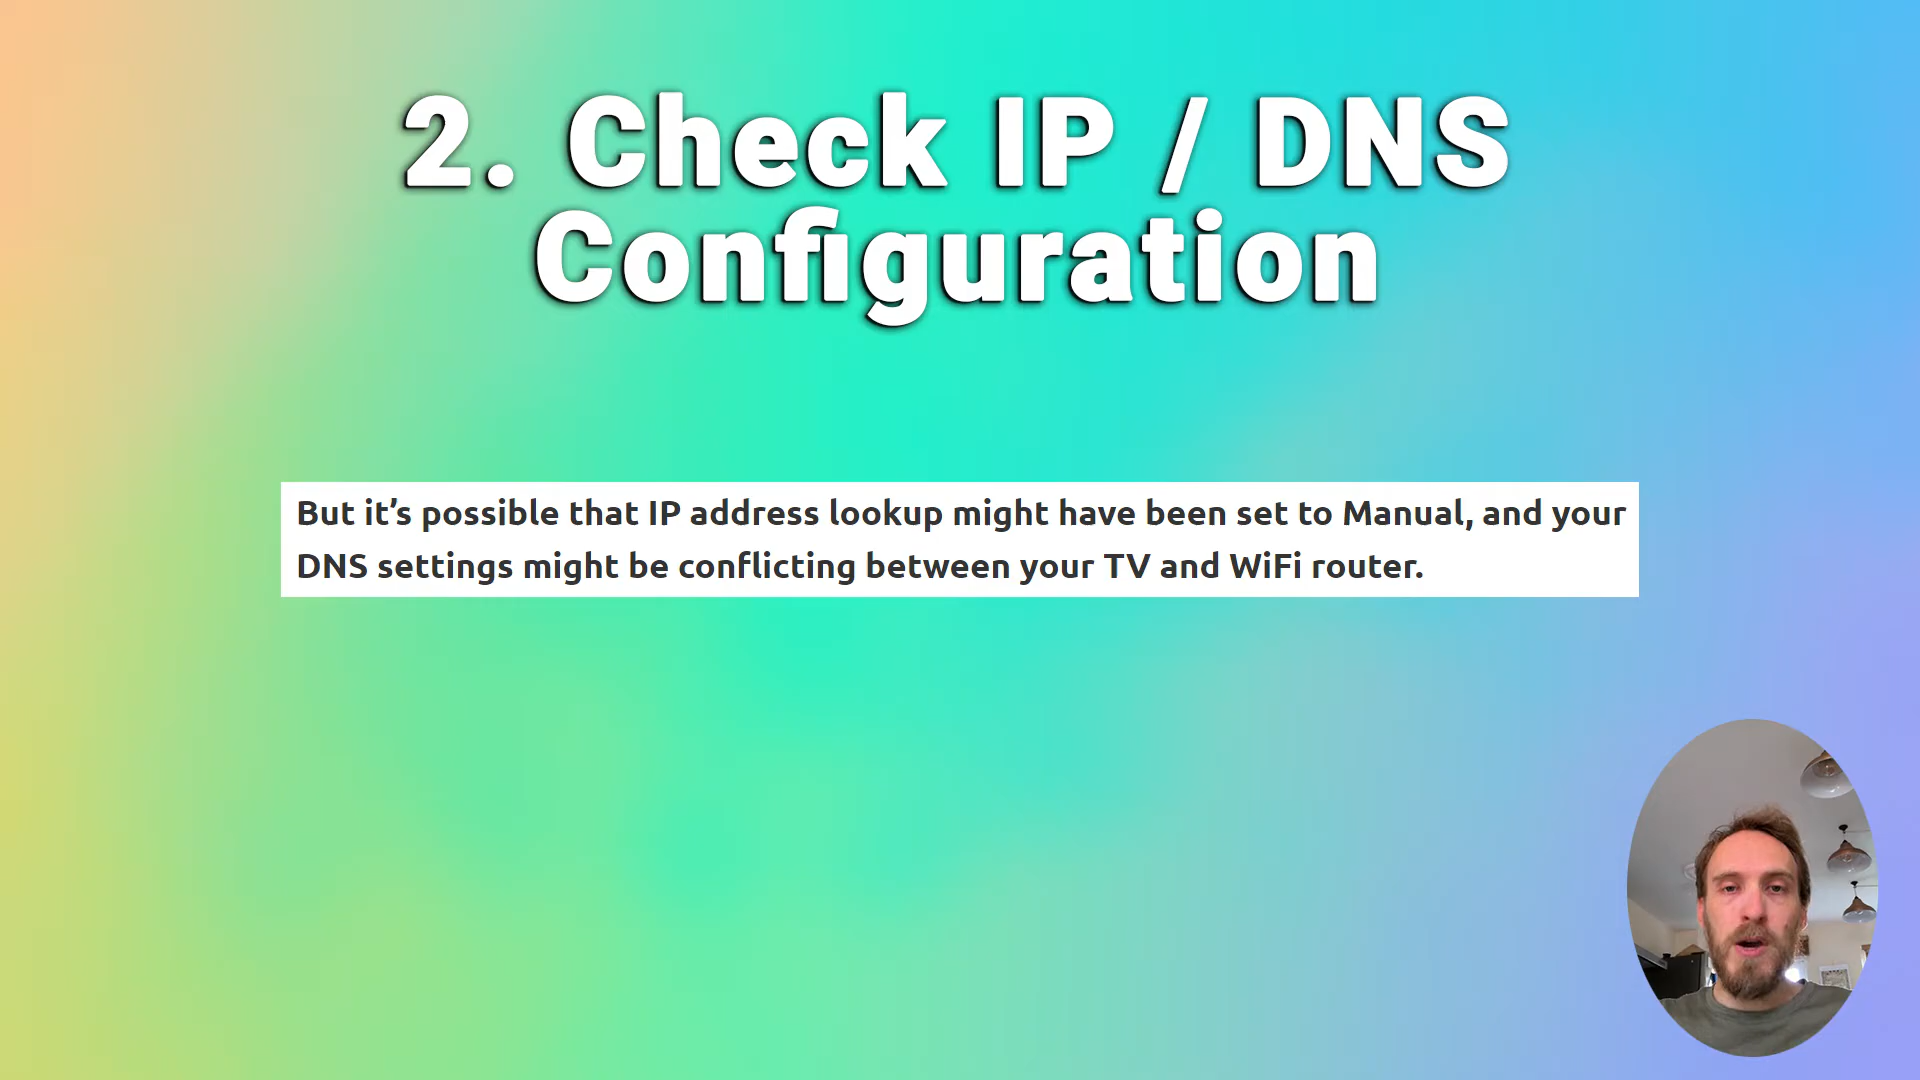 2. Check IP / DNS
Configuration
But it’s possible that IP address lookup might have been set to Manual, and your
DNS settings might be conflicting between your TV and WiFi router.